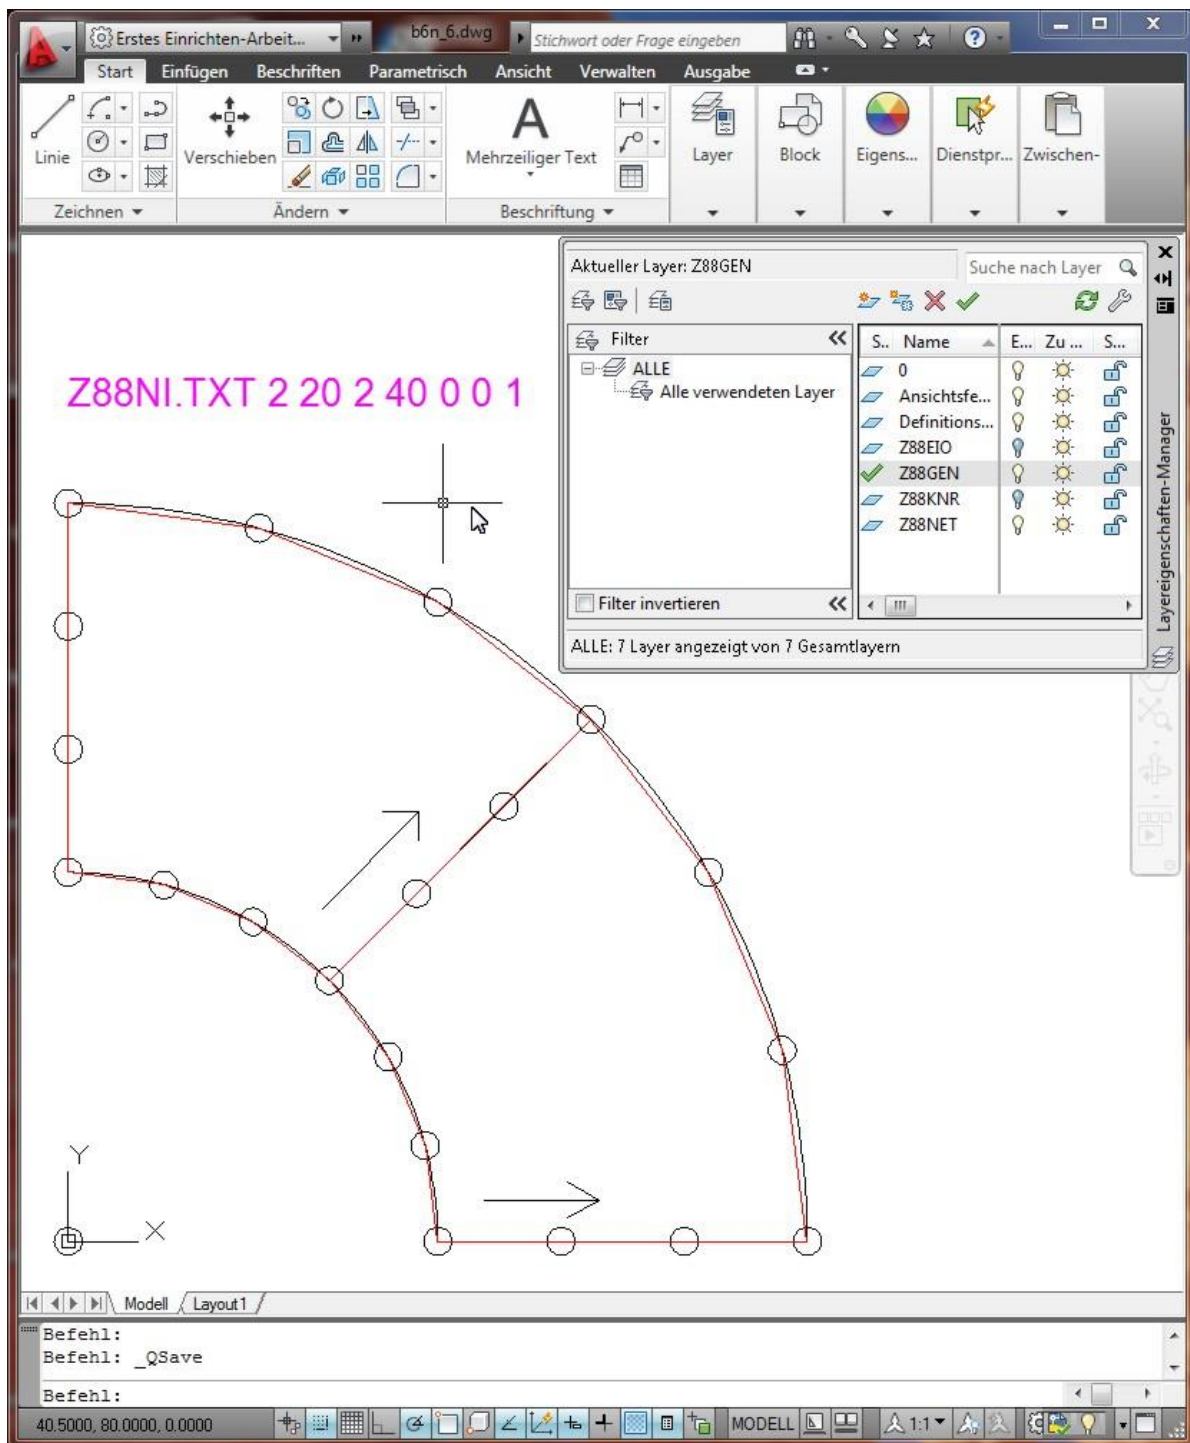 Erstes Einrichten-Arbeit...
b6n_6.dwg
Stichwort oder Frage eingeben
Start Einfügen Beschriften Parametrisch Ansicht Verwalten Ausgabe
Linie
Verschieben
A
Mehrzeiliger Text
Layer
Block
Eigens...
Dienstpr...
Zwischen-
Zeichnen
Ändern
Beschriftung
Aktueller Layer: Z88GEN
Suche nach Layer
Filter
S.. Name E... Zu ... S...
ALLE
Alle verwendeten Layer
0
Ansichtsfe...
Definitions...
Z88EIO
Z88GEN
Z88KNR
Z88NET
Filter invertieren
ALLE: 7 Layer angezeigt von 7 Gesamtlayern
Layereigenschaften-Manager
Z88NI.TXT 2 20 2 40 0 0 1
Y
X
Modell Layout1
Befehl:
Befehl: _QSave
Befehl:
40.5000, 80.0000, 0.0000
MODELL
1:1